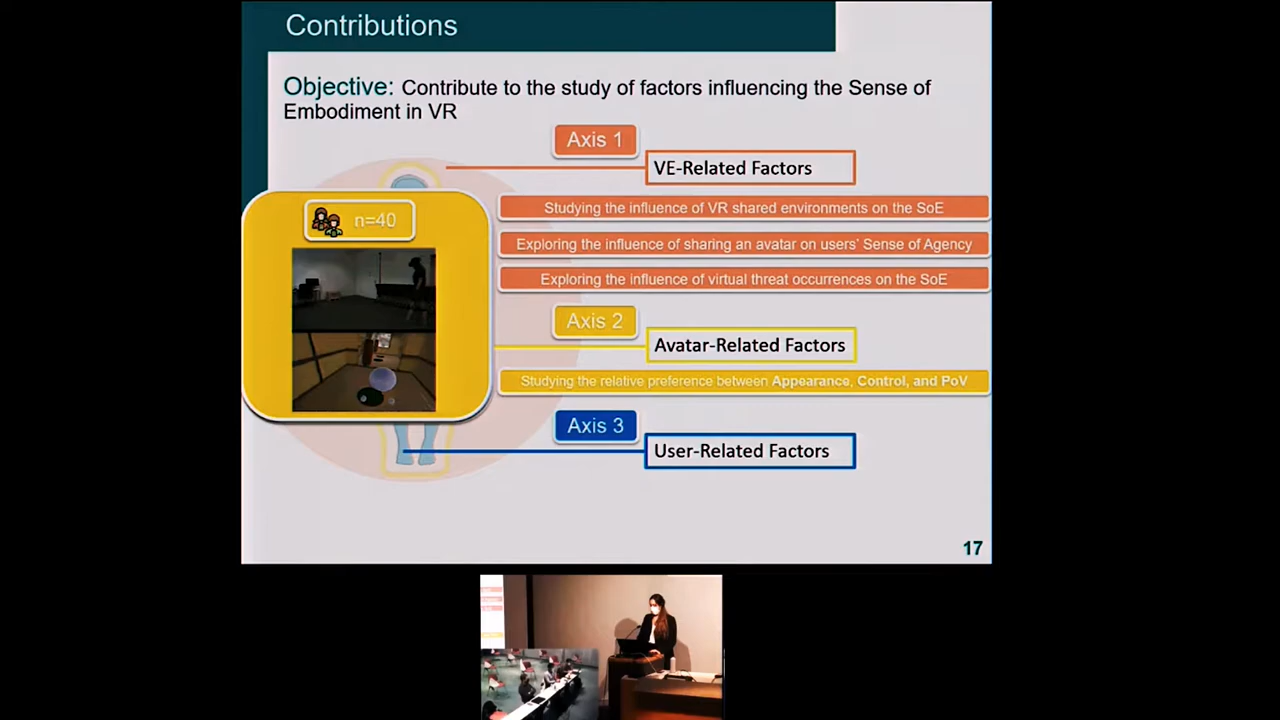 Contributions
Objective: Contribute to the study of factors influencing the Sense of
Embodiment in VR
Axis 1
VE-Related Factors
n=40
Studying the influence of VR shared environments on the SoE
Exploring the influence of sharing an avatar on users' Sense of Agency
Exploring the influence of virtual threat occurrences on the SoE
Axis 2
Avatar-Related Factors
Studying the relative preference between Appearance, Control, and PoV
Axis 3
User-Related Factors
17